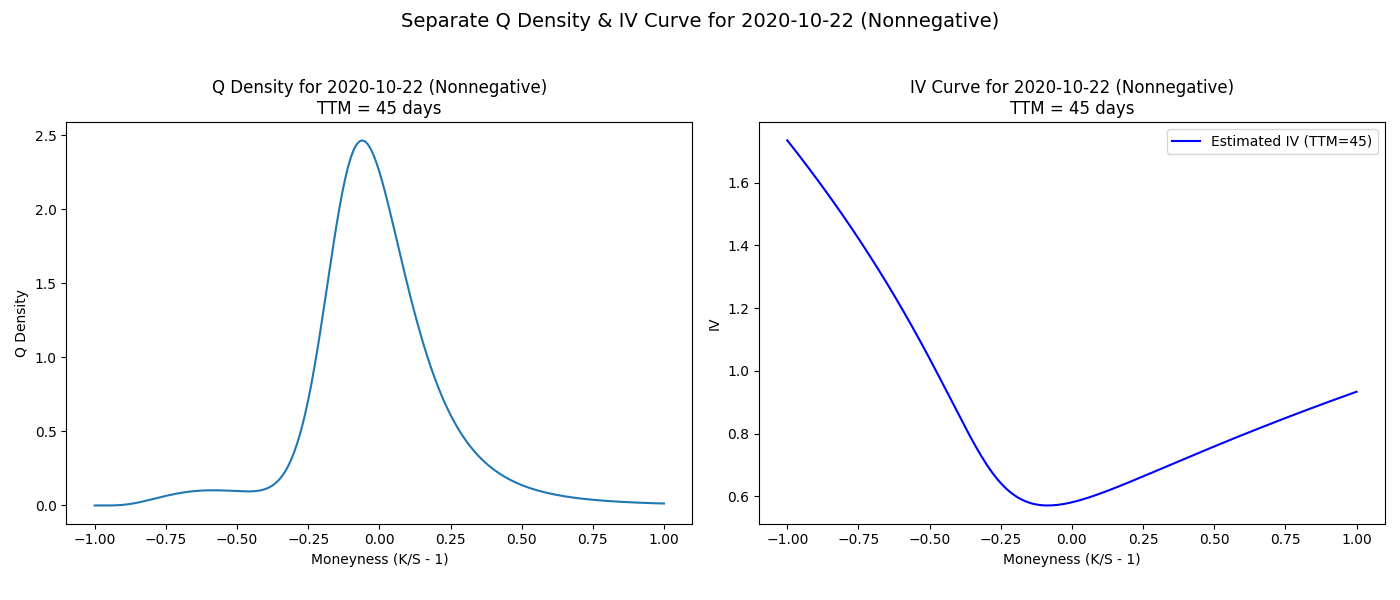 Separate Q Density & IV Curve for 2020-10-22 (Nonnegative)
Q Density for 2020-10-22 (Nonnegative)
TTM = 45 days
2.5
2.0
1.5
1.0
0.5
0.0
Q Density
−1.00 −0.75 −0.50 −0.25 0.00 0.25 0.50 0.75 1.00
Moneyness (K/S - 1)
IV Curve for 2020-10-22 (Nonnegative)
TTM = 45 days
Estimated IV (TTM=45)
1.6
1.4
1.2
1.0
0.8
0.6
IV
−1.00 −0.75 −0.50 −0.25 0.00 0.25 0.50 0.75 1.00
Moneyness (K/S - 1)